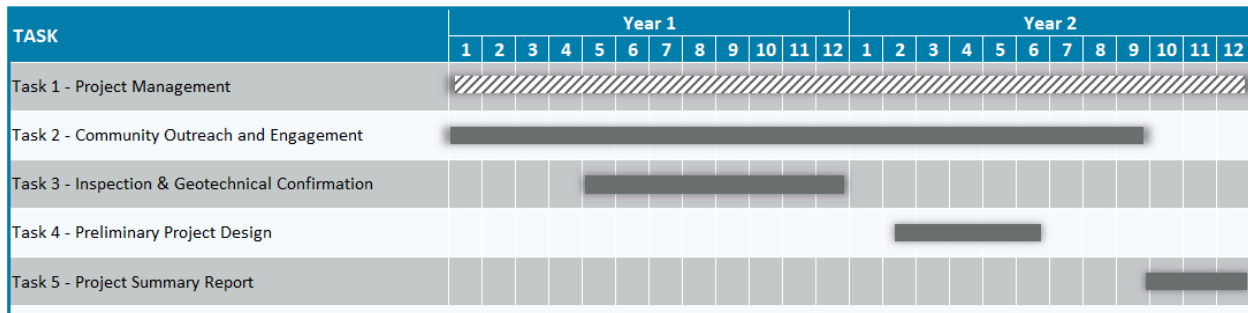 TASK Year 1 Year 2
1 2 3 4 5 6 7 8 9 10 11 12 1 2 3 4 5 6 7 8 9 10 11 12
Task 1 - Project Management
Task 2 - Community Outreach and Engagement
Task 3 - Inspection & Geotechnical Confirmation
Task 4 - Preliminary Project Design
Task 5 - Project Summary Report